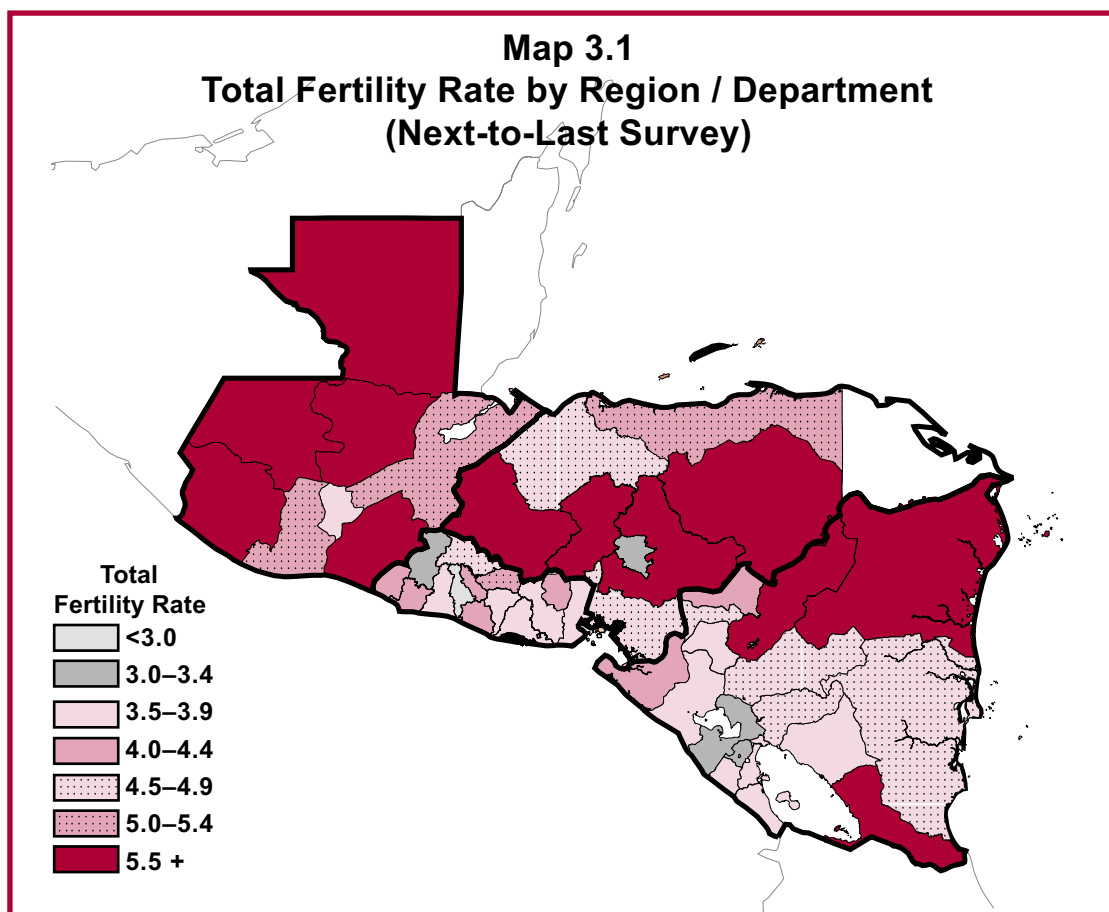 Map 3.1
Total Fertility Rate by Region / Department
(Next-to-Last Survey)
Total
Fertility Rate
<3.0
3.0–3.4
3.5–3.9
4.0–4.4
4.5–4.9
5.0–5.4
5.5 +